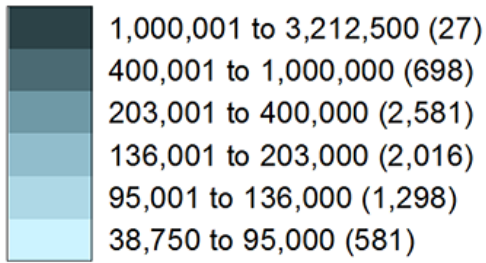 1,000,001 to 3,212,500 (27)
400,001 to 1,000,000 (698)
203,001 to 400,000 (2,581)
136,001 to 203,000 (2,016)
95,001 to 136,000 (1,298)
38,750 to 95,000 (581)